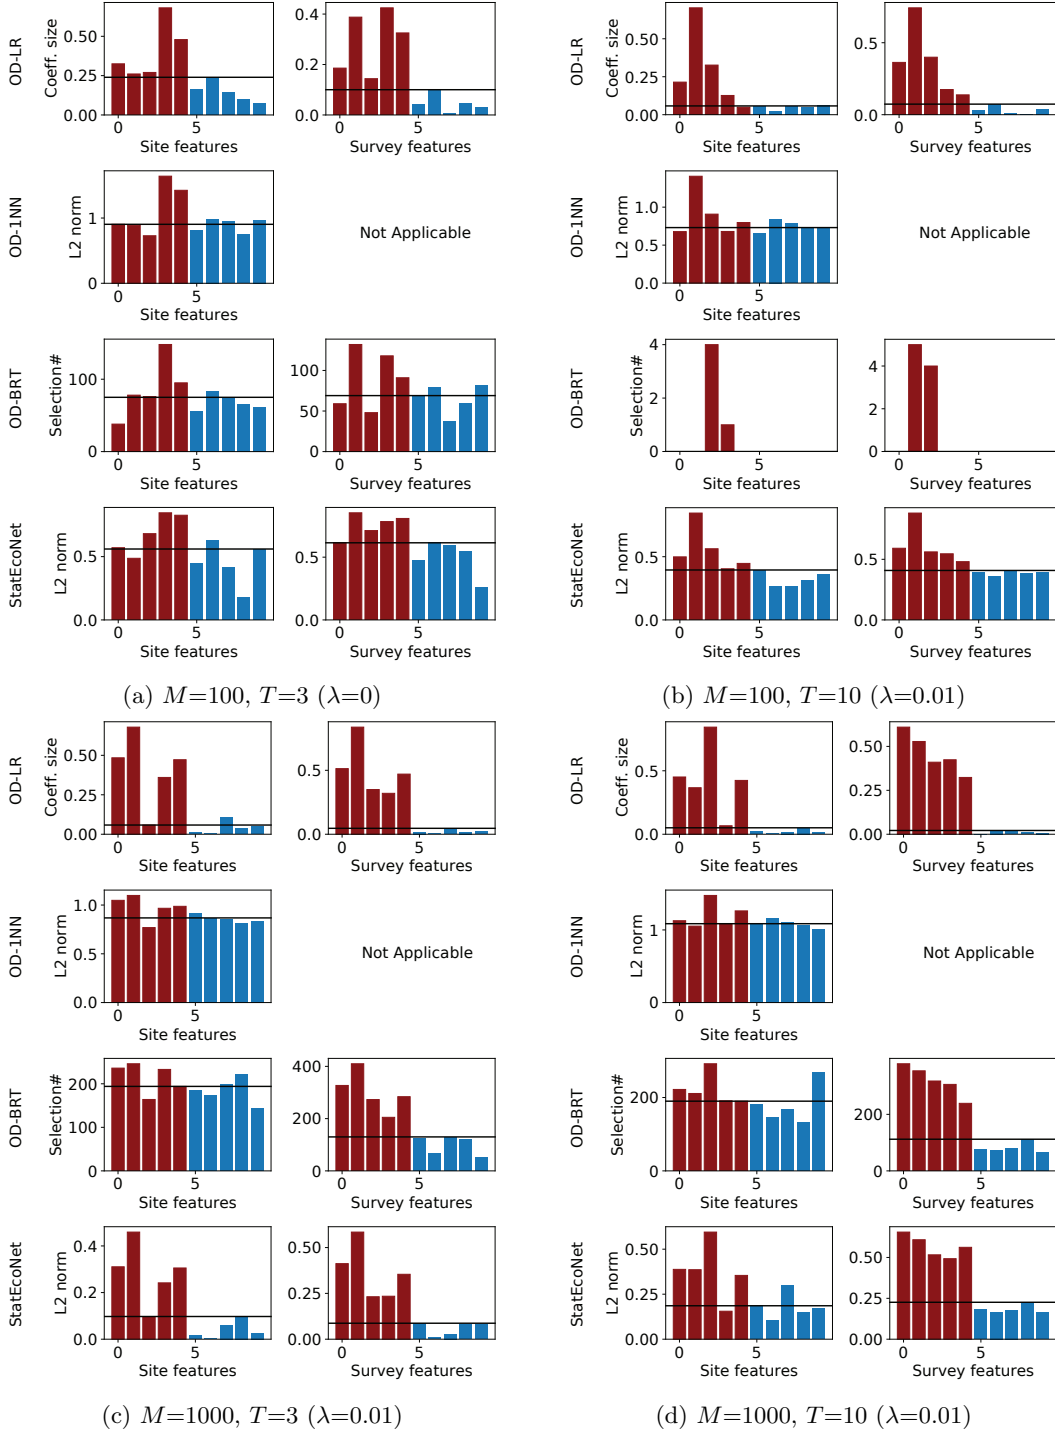 OD-LR
Coeff. size
0.50
0.25
0.00
0
5
Site features
0.4
0.2
0.0
0
5
Survey features
OD-1NN
L2 norm
1
0
0
5
Site features
Not Applicable
OD-BRT
Selection#
100
0
0
5
Site features
100
50
0
0
5
Survey features
StatEcoNet
L2 norm
0.5
0.0
0
5
Site features
0.5
0.0
0
5
Survey features
(a) M=100, T=3 (λ=0)
OD-LR
Coeff. size
0.50
0.25
0.00
0
5
Site features
0.50
0.25
0.00
0
5
Survey features
OD-1NN
L2 norm
1.0
0.5
0.0
0
5
Site features
Not Applicable
OD-BRT
Selection#
4
3
2
1
0
0
5
Site features
4
2
0
0
5
Survey features
StatEcoNet
L2 norm
0.50
0.25
0.00
0
5
Site features
0.5
0.0
0
5
Survey features
(b) M=100, T=10 (λ=0.01)
OD-LR
Coeff. size
0.50
0.25
0.00
0
5
Site features
0.5
0.0
0
5
Survey features
OD-1NN
L2 norm
1.0
0.5
0.0
0
5
Site features
Not Applicable
OD-BRT
Selection#
200
100
0
0
5
Site features
400
200
0
0
5
Survey features
StatEcoNet
L2 norm
0.4
0.2
0.0
0
5
Site features
0.50
0.25
0.00
0
5
Survey features
(c) M=1000, T=3 (λ=0.01)
OD-LR
Coeff. size
0.5
0.0
0
5
Site features
0.50
0.25
0.00
0
5
Survey features
OD-1NN
L2 norm
1
0
0
5
Site features
Not Applicable
OD-BRT
Selection#
200
0
0
5
Site features
200
0
0
5
Survey features
StatEcoNet
L2 norm
0.50
0.25
0.00
0
5
Site features
0.50
0.25
0.00
0
5
Survey features
(d) M=1000, T=10 (λ=0.01)